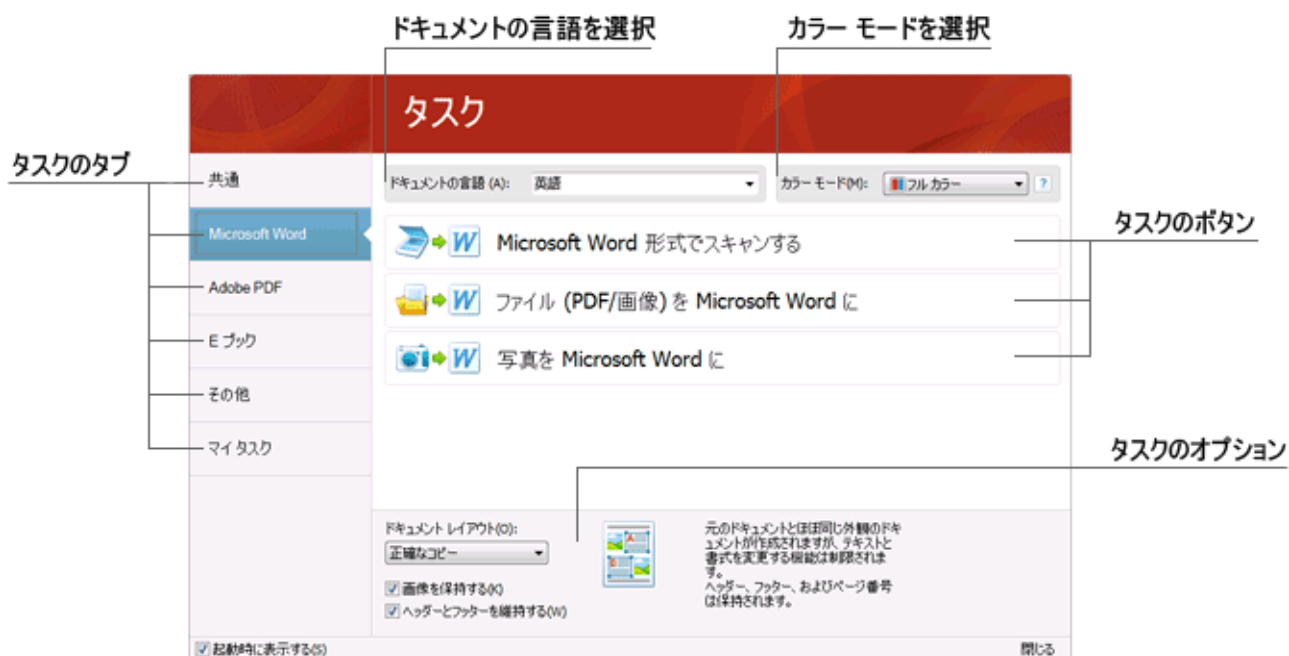 ドキュメントの言語を選択
カラー モードを選択
タスク
タスクのタブ
共通
ドキュメントの言語 (A): 英語
カラー モード(M): フル カラー ?
Microsoft Word
Microsoft Word 形式でスキャンする
タスクのボタン
Adobe PDF
ファイル (PDF/画像) を Microsoft Word に
E ブック
写真を Microsoft Word に
その他
マイ タスク
タスクのオプション
ドキュメント レイアウト(O):
正確なコピー
画像を保持する(K)
ヘッダーとフッターを維持する(W)
元のドキュメントとほぼ同じ外観のドキ
ュメントが作成されますが、テキストと
書式を変更する機能は制限されま
す。
ヘッダー、フッター、およびページ番号
は保持されます。
起動時に表示する(S)
閉じる